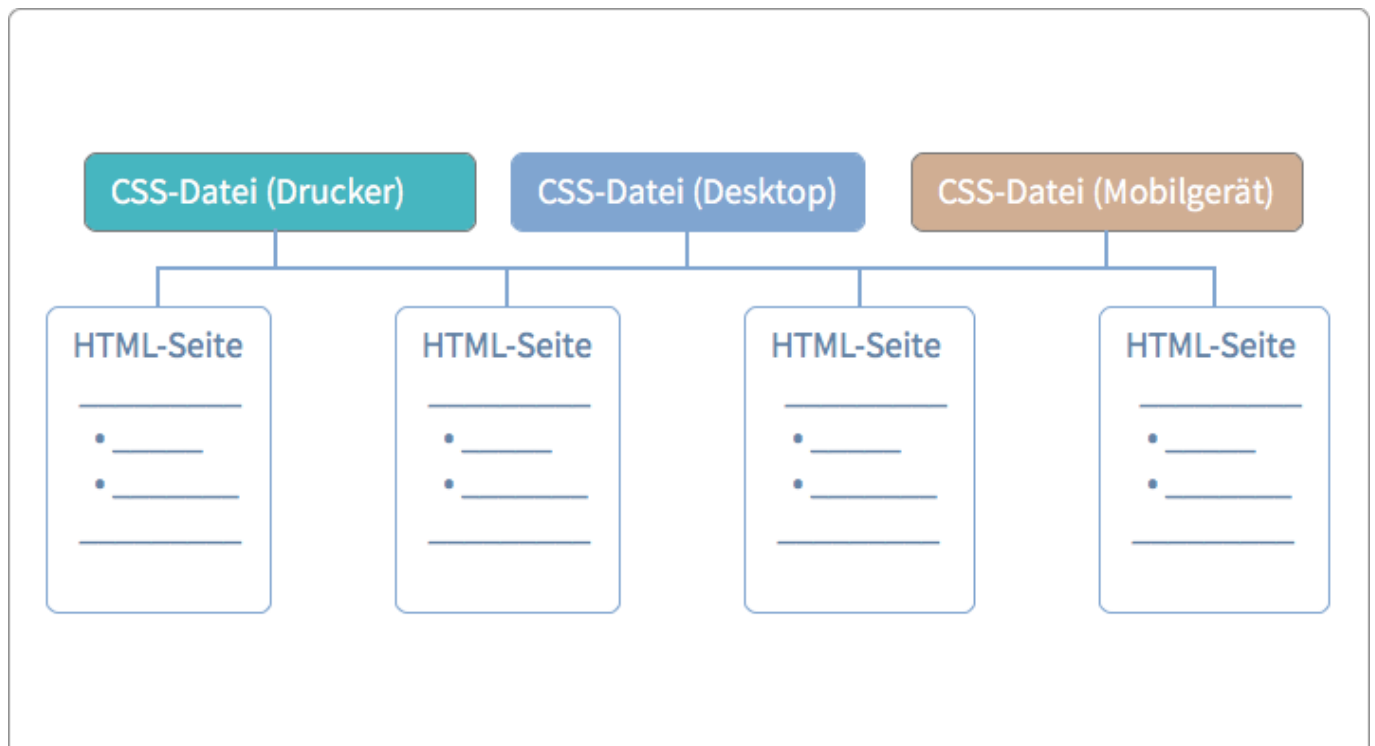 CSS-Datei (Drucker)
CSS-Datei (Desktop)
CSS-Datei (Mobilgerät)
HTML-Seite
HTML-Seite
HTML-Seite
HTML-Seite